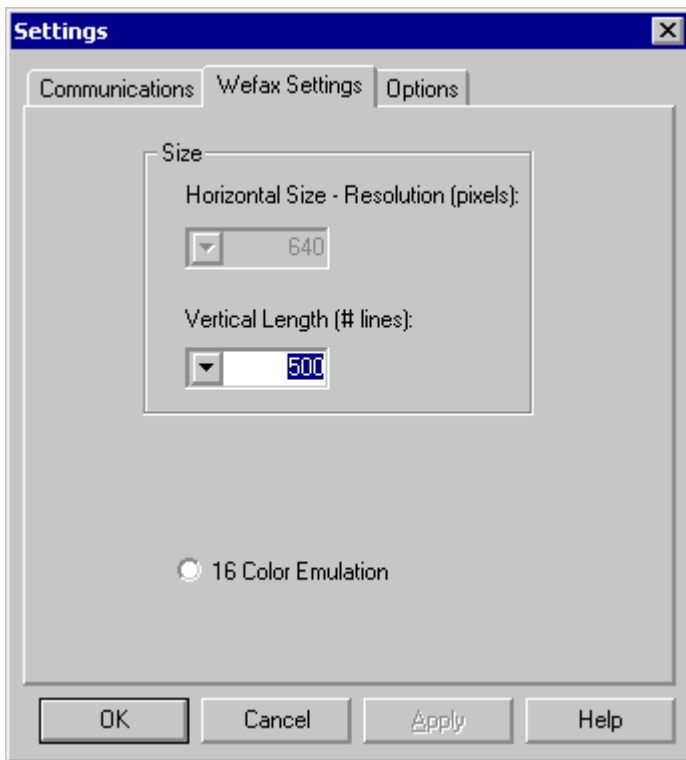 Settings
Communications Wefax Settings Options
Size
Horizontal Size - Resolution (pixels):
640
Vertical Length (# lines):
500
16 Color Emulation
OK Cancel Apply Help